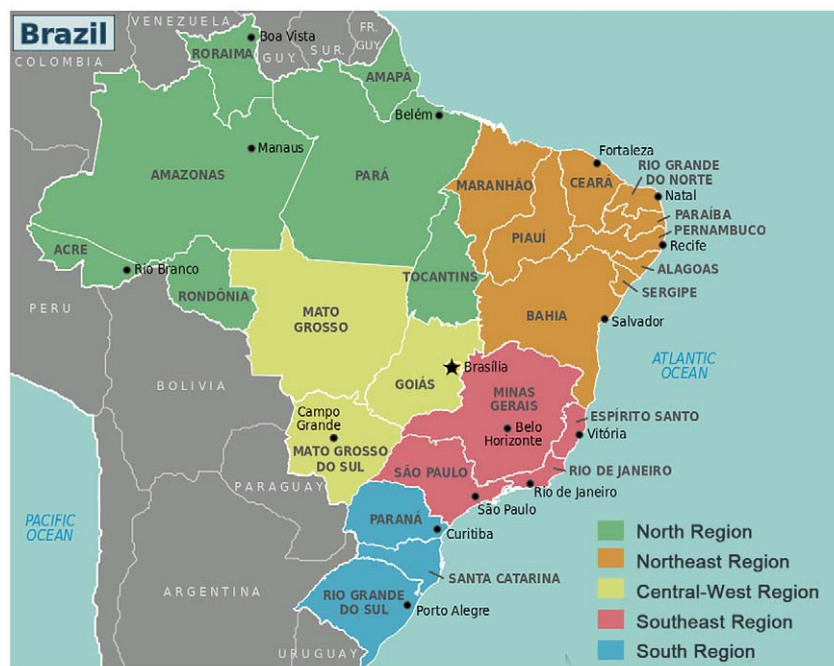 Brazil
VENEZUELA
COLOMBIA
GUY.
SUR.
FR.
GUY.
Boa Vista
RORAIMA
AMAPÁ
Belém
Manaus
AMAZONAS
PARÁ
MARANHÃO
CEARÁ
Fortaleza
RIO GRANDE
DO NORTE
Natal
PARAÍBA
PERNAMBUCO
Recife
PIAUÍ
ALAGOAS
SERGIPE
ACRE
Rio Branco
RONDÔNIA
TOCANTINS
PERU
MATO
GROSSO
BAHIA
Salvador
ATLANTIC
OCEAN
BOLIVIA
GOIÁS
Brasília
MINAS
GERAIS
Belo
Horizonte
ESPÍRITO SANTO
Vitória
Campo
Grande
MATO GROSSO
DO SUL
SÃO PAULO
RIO DE JANEIRO
Rio de Janeiro
São Paulo
PARAGUAY
PACIFIC
OCEAN
PARANÁ
Curitiba
SANTA CATARINA
ARGENTINA
RIO GRANDE
DO SUL
Porto Alegre
URUGUAY
North Region
Northeast Region
Central-West Region
Southeast Region
South Region